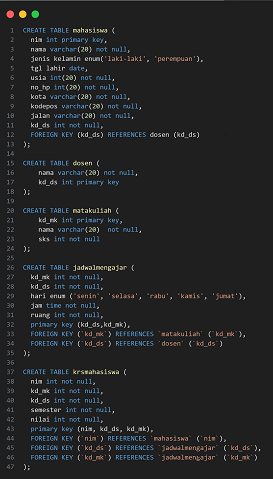 1 CREATE TABLE mahasiswa (
2 nim int primary key,
3 nama varchar(20) not null,
4 jenis kelamin enum('laki-laki', 'perempuan'),
5 tgl lahir date,
6 usia int(20) not null,
7 no_hp int(20) not null,
8 kota varchar(20) not null,
9 kodepos varchar(20) not null,
10 jalan varchar(20) not null,
11 kd_ds int not null,
12 FOREIGN KEY (kd_ds) REFERENCES dosen (kd_ds)
13 );
14
15 CREATE TABLE dosen (
16 nama varchar(20) not null,
17 kd_ds int primary key
18 );
19
20 CREATE TABLE matakuliah (
21 kd_mk int primary key,
22 nama varchar(20) not null,
23 sks int not null
24 );
25
26 CREATE TABLE jadwalmengajar (
27 kd_mk int not null,
28 kd_ds int not null,
29 hari enum ('senin', 'selasa', 'rabu', 'kamis', 'jumat'),
30 jam time not null,
31 ruang int not null,
32 primary key (kd_ds,kd_mk),
33 FOREIGN KEY (`kd_mk`) REFERENCES `matakuliah` (`kd_mk`),
34 FOREIGN KEY (`kd_ds`) REFERENCES `dosen` (`kd_ds`)
35 );
36
37 CREATE TABLE krsmahasiswa (
38 nim int not null,
39 kd_mk int not null,
40 kd_ds int not null,
41 semester int not null,
42 nilai int not null,
43 primary key (nim, kd_ds, kd_mk),
44 FOREIGN KEY (`nim`) REFERENCES `mahasiswa` (`nim`),
45 FOREIGN KEY (`kd_ds`) REFERENCES `jadwalmengajar` (`kd_ds`),
46 FOREIGN KEY (`kd_mk`) REFERENCES `jadwalmengajar` (`kd_mk`)
47 );